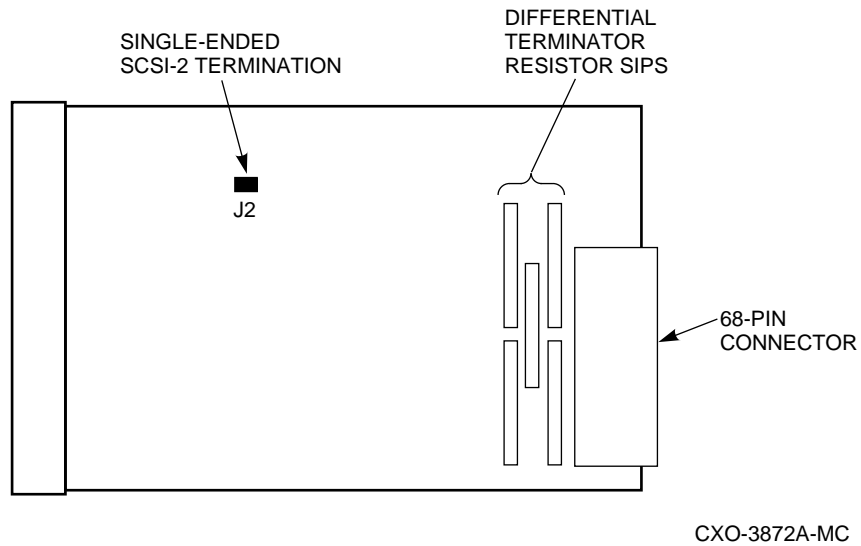 SINGLE-ENDED
SCSI-2 TERMINATION
DIFFERENTIAL
TERMINATOR
RESISTOR SIPS
J2
68-PIN
CONNECTOR
CXO-3872A-MC